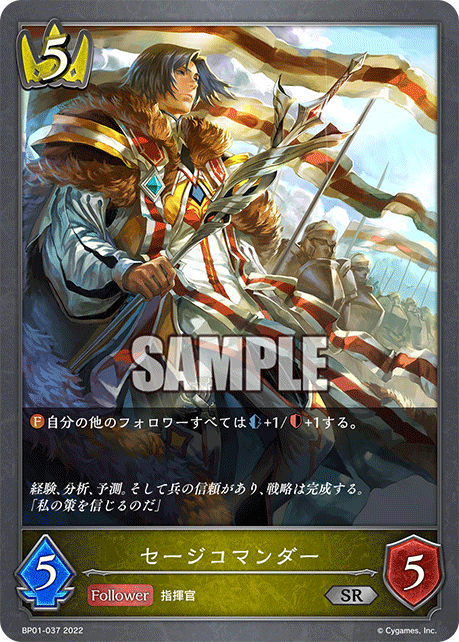 5
SAMPLE
F 自分の他のフォロワーすべては+1/+1する。
経験、分析、予測。そして兵の信頼があり、戦略は完成する。
「私の策を信じるのだ」
セージコマンダー
5
Follower 指揮官
SR
5
BP01-037 2022
© Cygames, Inc.